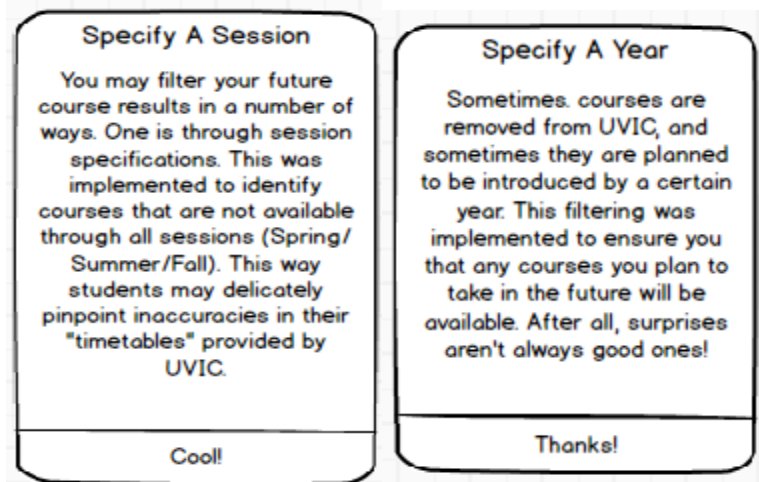 Specify A Session
You may filter your future
course results in a number of
ways. One is through session
specifications. This was
implemented to identify
courses that are not available
through all sessions (Spring/
Summer/Fall). This way
students may delicately
pinpoint inaccuracies in their
"timetables" provided by
UVIC.
Cool!
Specify A Year
Sometimes. courses are
removed from UVIC, and
sometimes they are planned
to be introduced by a certain
year. This filtering was
implemented to ensure you
that any courses you plan to
take in the future will be
available. After all, surprises
aren't always good ones!
Thanks!